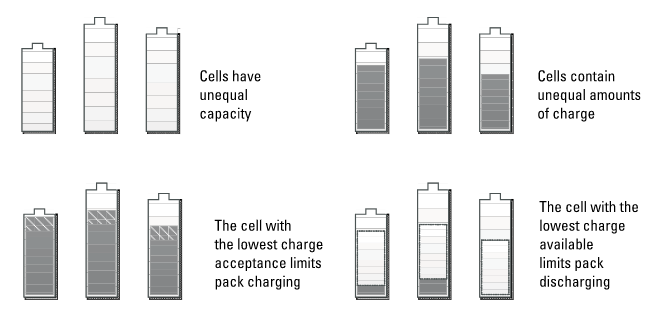 Cells have
unequal
capacity
Cells contain
unequal amounts
of charge
The cell with
the lowest charge
acceptance limits
pack charging
The cell with the
lowest charge
available
limits pack
discharging